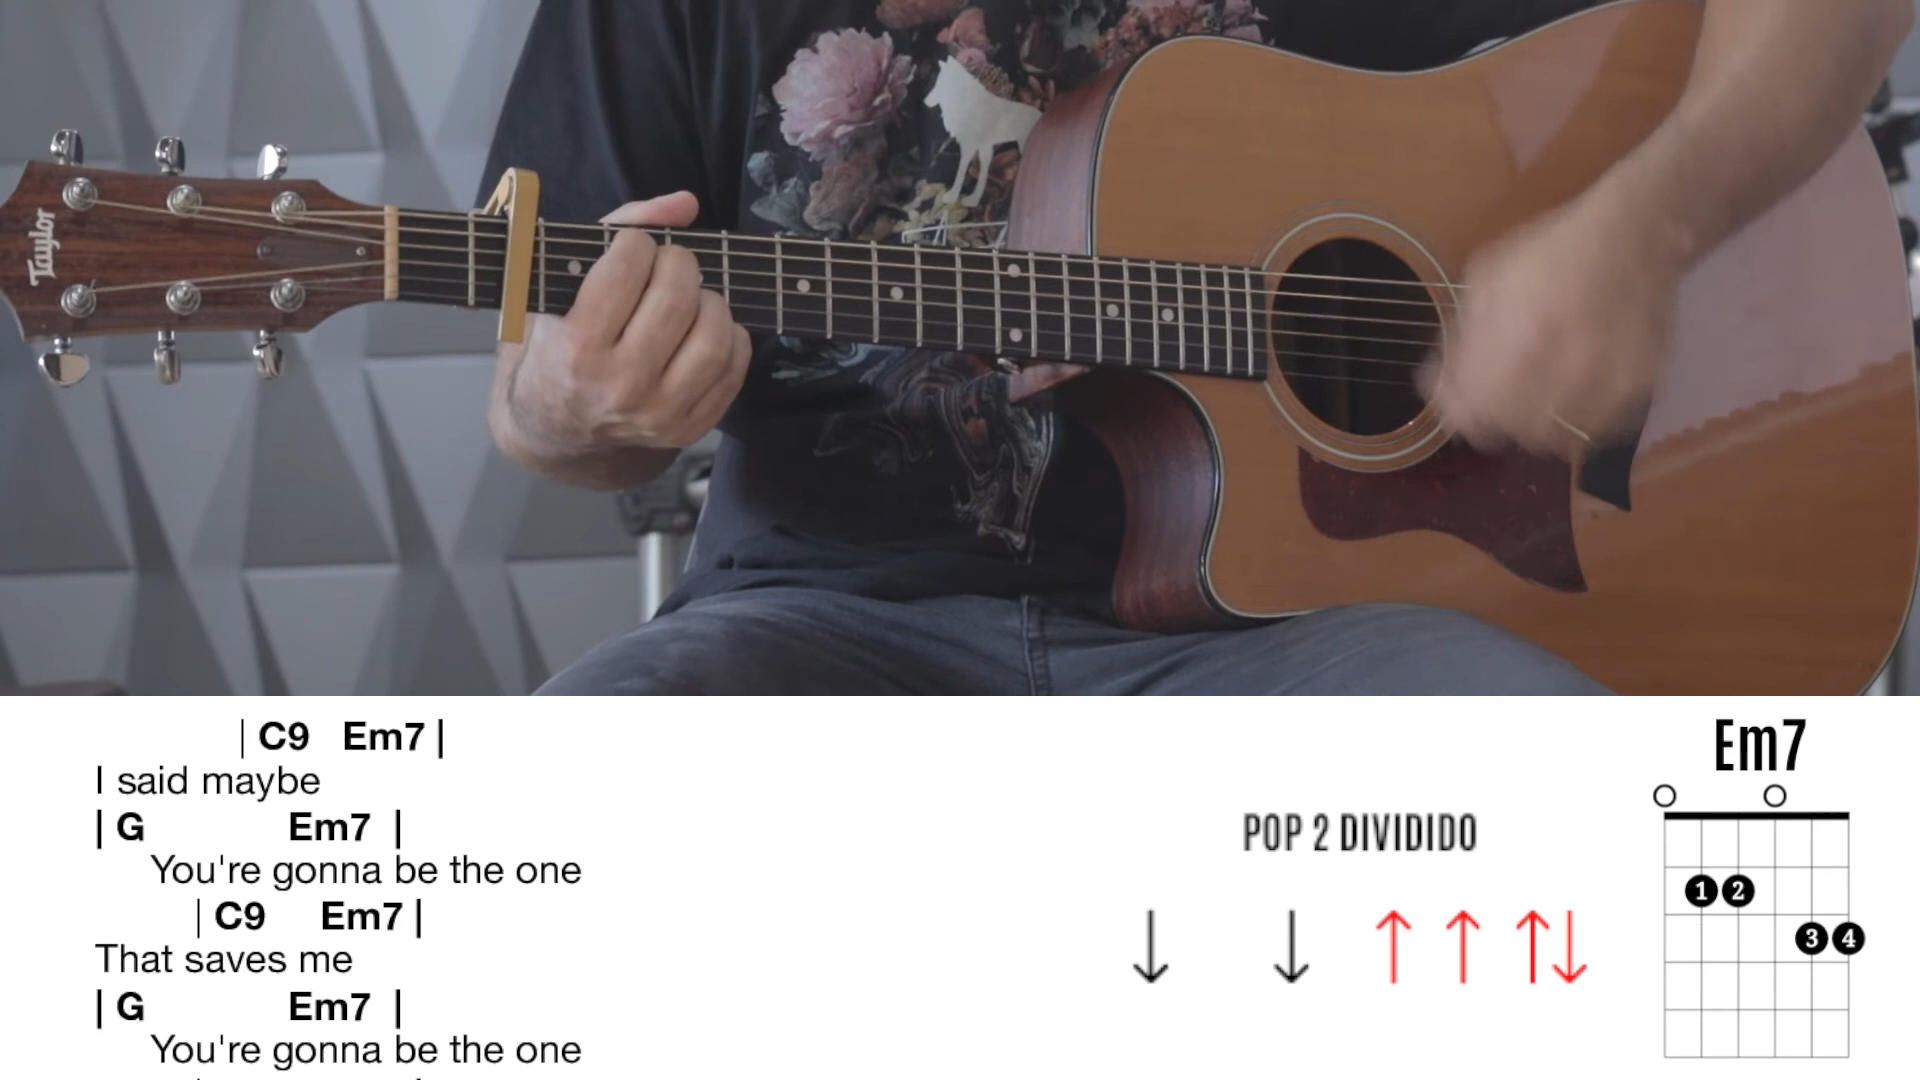 Taylor
| C9 Em7 |
I said maybe
| G Em7 |
You're gonna be the one
| C9 Em7 |
That saves me
| G Em7 |
You're gonna be the one
POP 2 DIVIDIDO
Em7
1 2
3 4